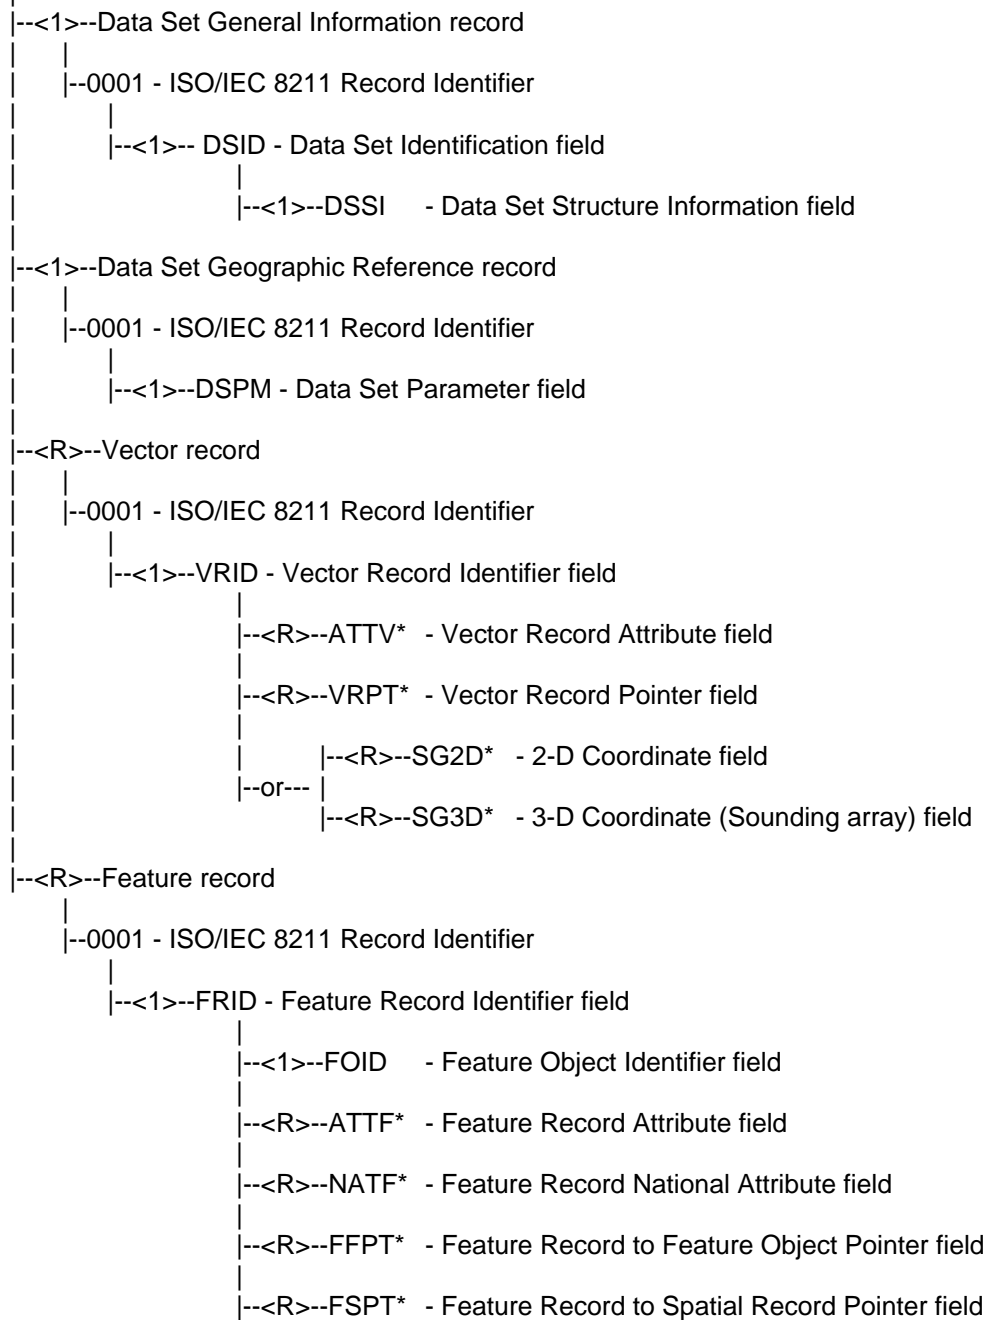 |--<1>--Data Set General Information record
|--0001 - ISO/IEC 8211 Record Identifier
|--<1>-- DSID - Data Set Identification field
|--<1>--DSSI - Data Set Structure Information field
|--<1>--Data Set Geographic Reference record
|--0001 - ISO/IEC 8211 Record Identifier
|--<1>--DSPM - Data Set Parameter field
|--<R>--Vector record
|--0001 - ISO/IEC 8211 Record Identifier
|--<1>--VRID - Vector Record Identifier field
|--<R>--ATTV* - Vector Record Attribute field
|--<R>--VRPT* - Vector Record Pointer field
|--<R>--SG2D* - 2-D Coordinate field
|--or--- |
|--<R>--SG3D* - 3-D Coordinate (Sounding array) field
|--<R>--Feature record
|--0001 - ISO/IEC 8211 Record Identifier
|--<1>--FRID - Feature Record Identifier field
|--<1>--FOID - Feature Object Identifier field
|--<R>--ATTF* - Feature Record Attribute field
|--<R>--NATF* - Feature Record National Attribute field
|--<R>--FFPT* - Feature Record to Feature Object Pointer field
|--<R>--FSPT* - Feature Record to Spatial Record Pointer field